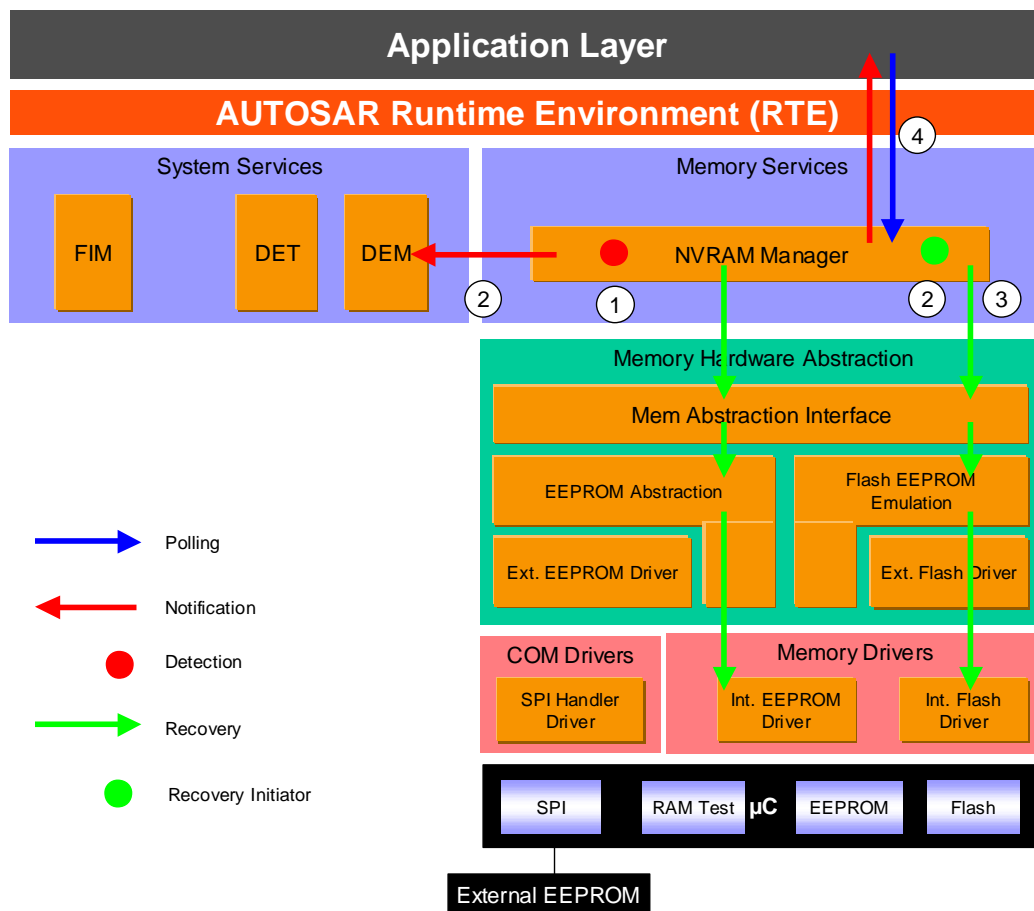 Application Layer
AUTOSAR Runtime Environment (RTE)
4
System Services
Memory Services
FIM
DET
DEM
NVRAM Manager
2
1
2
3
Memory Hardware Abstraction
Mem Abstraction Interface
EEPROM Abstraction
Flash EEPROM
Emulation
Ext. EEPROM Driver
Ext. Flash Driver
Polling
Notification
Detection
Recovery
Recovery Initiator
COM Drivers
Memory Drivers
SPI Handler
Driver
Int. EEPROM
Driver
Int. Flash
Driver
SPI
RAM Test
µC
EEPROM
Flash
External EEPROM